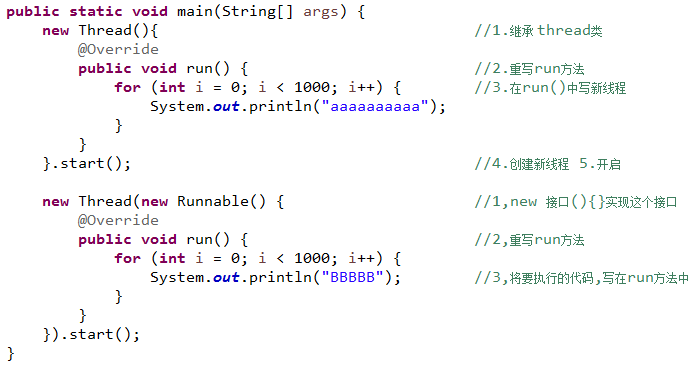 public static void main(String[] args) {
    new Thread(){                                   //1.继承thread类
        @Override
        public void run() {                         //2.重写run方法
            for (int i = 0; i < 1000; i++) {        //3.在run()中写新线程
                System.out.println("aaaaaaaaaa");
            }
        }
    }.start();                                      //4.创建新线程 5.开启
    new Thread(new Runnable() {                     //1,new 接口(){}实现这个接口
        @Override
        public void run() {                         //2,重写run方法
            for (int i = 0; i < 1000; i++) {
                System.out.println("BBBBB");        //3,将要执行的代码,写在run方法中
            }
        }
    }).start();
}